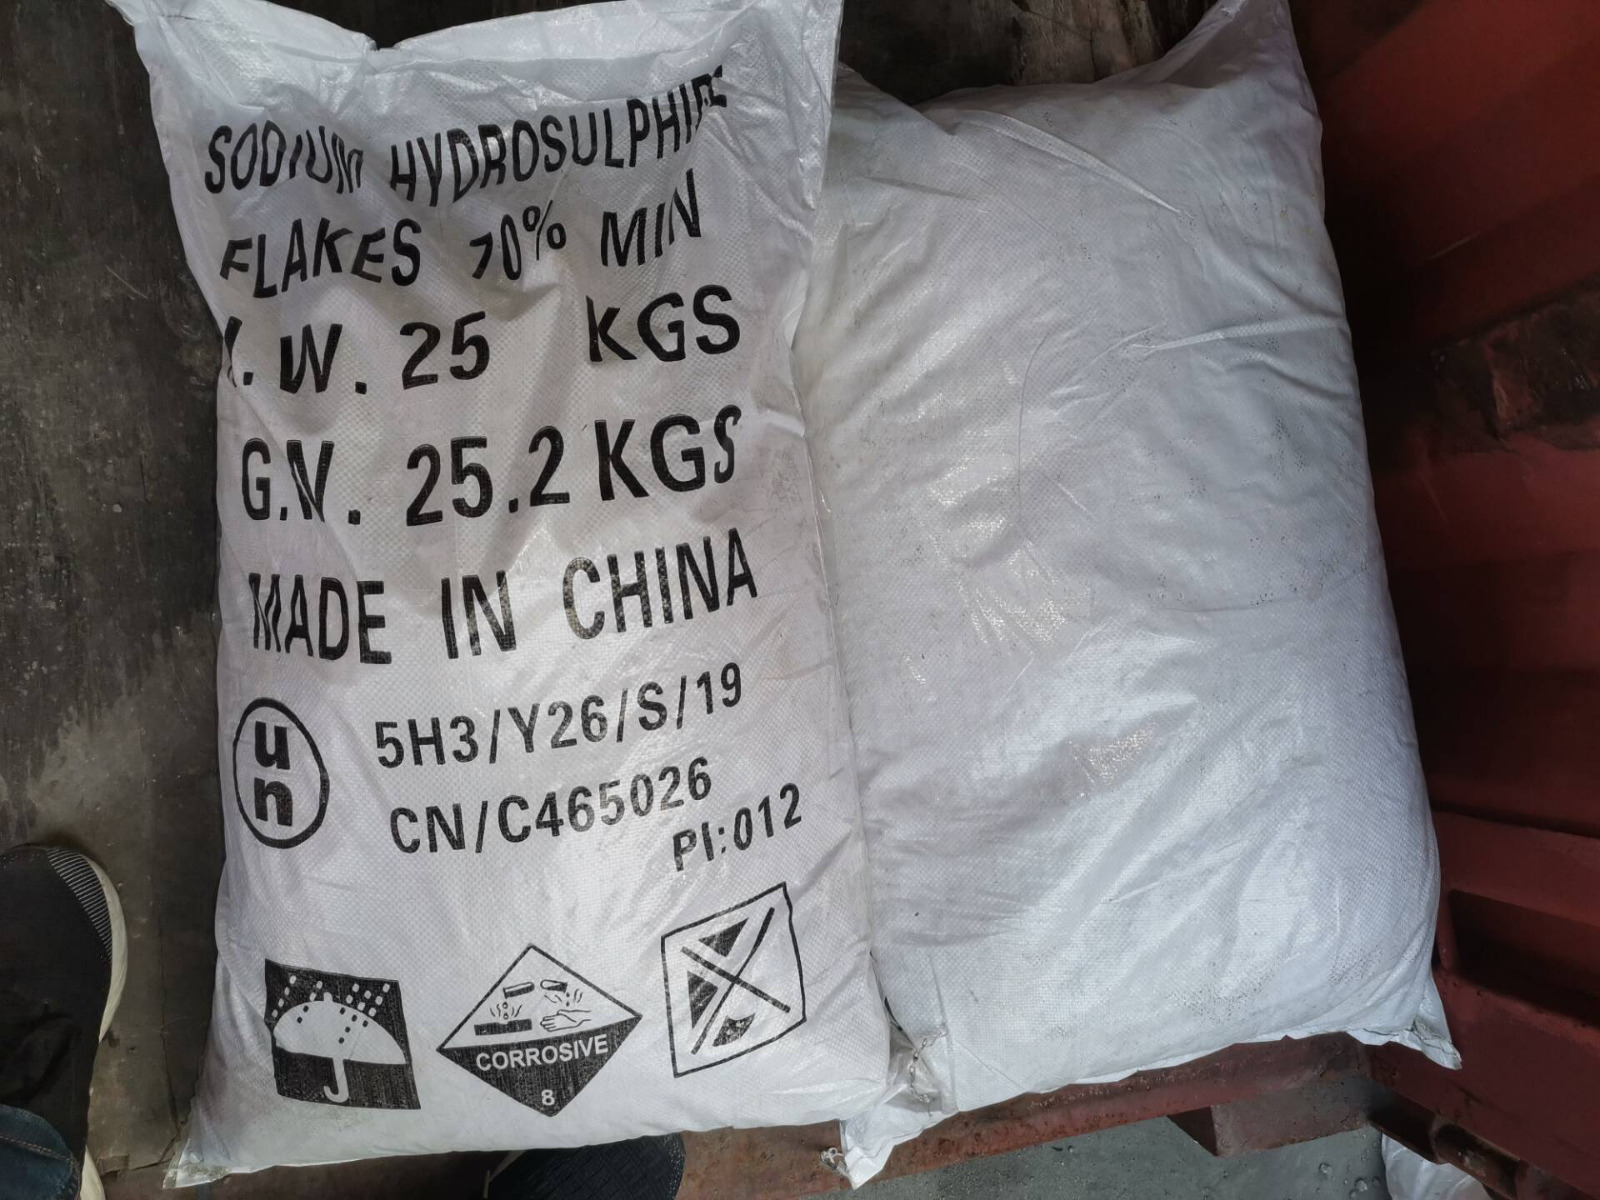 SODIUM HYDROSULPHIDE
FLAKES 70% MIN
N.W. 25 KGS
G.W. 25.2 KGS
MADE IN CHINA
un
5H3/Y26/S/19
CN/C465026
PI:012
CORROSIVE
8